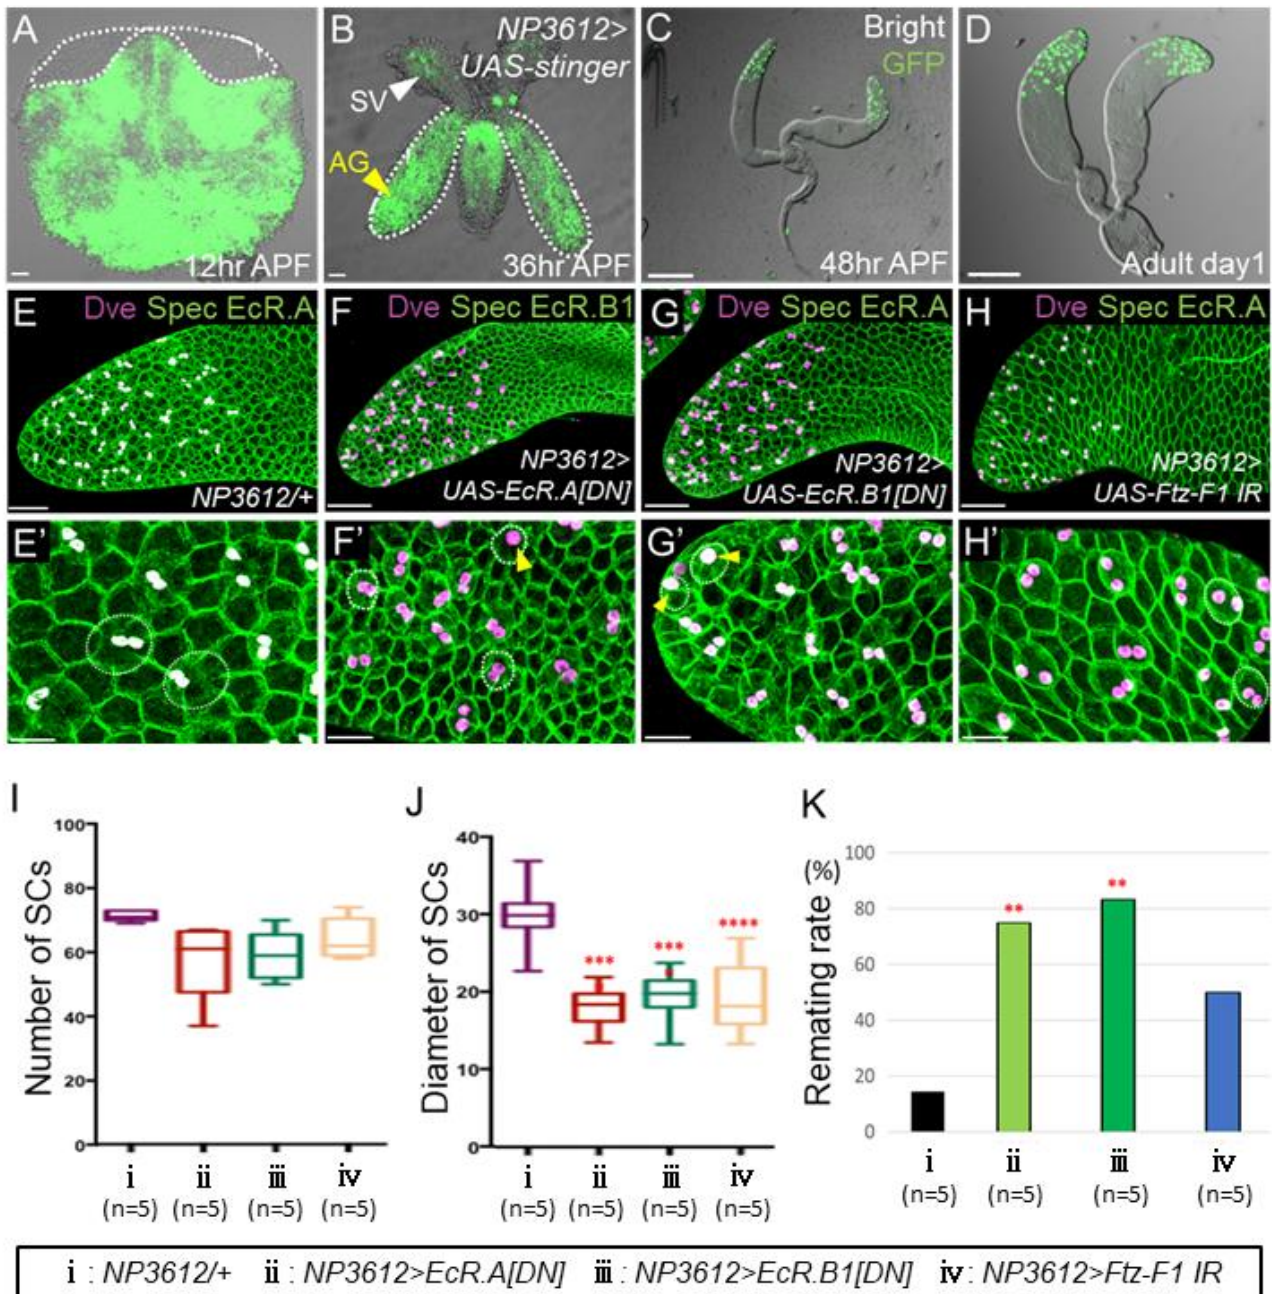 A
12hr APF
B
NP3612>
UAS-stinger
SV
AG
36hr APF
C
Bright
GFP
48hr APF
D
Adult day1
E
Dve Spec EcR.A
NP3612/+
F
Dve Spec EcR.B1
NP3612>
UAS-EcR.A[DN]
G
Dve Spec EcR.A
NP3612>
UAS-EcR.B1[DN]
H
Dve Spec EcR.A
NP3612>
UAS-Ftz-F1 IR
E'
F'
G'
H'
I
Number of SCs
100
80
60
40
20
0
i ii iii iv
(n=5) (n=5) (n=5) (n=5)
J
Diameter of SCs
40
30
20
10
0
***
*
***
*
****
i ii iii iv
(n=5) (n=5) (n=5) (n=5)
K
Remating rate (%)
100
80
60
40
20
0
**
**
i ii iii iv
(n=5) (n=5) (n=5) (n=5)
i : NP3612/+ ii : NP3612>EcR.A[DN] iii : NP3612>EcR.B1[DN] iv : NP3612>Ftz-F1 IR